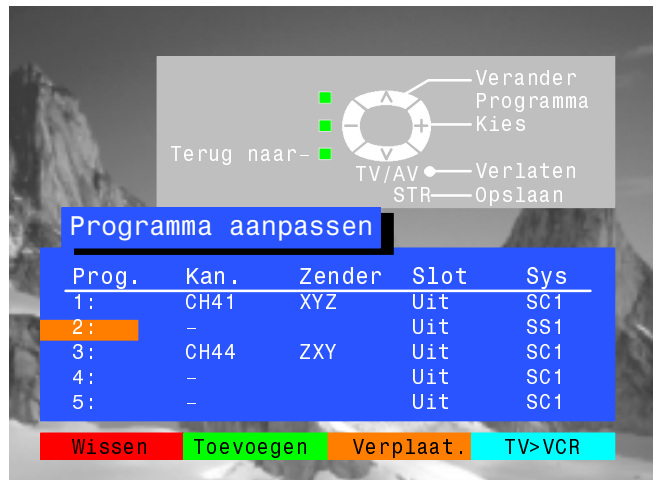 Verander
Programma
Kies
Terug naar
TV/AV Verlaten
STR Opslaan
Programma aanpassen
Prog. Kan. Zender Slot Sys
1: CH41 XYZ Uit SC1
2: – Uit SS1
3: CH44 ZXY Uit SC1
4: – Uit SC1
5: – Uit SC1
Wissen Toevoegen Verplaat. TV>VCR